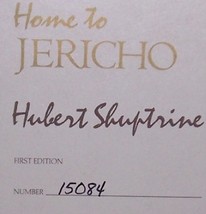 Home to
JERICHO
Hubert Shuptrine
FIRST EDITION
NUMBER 15084